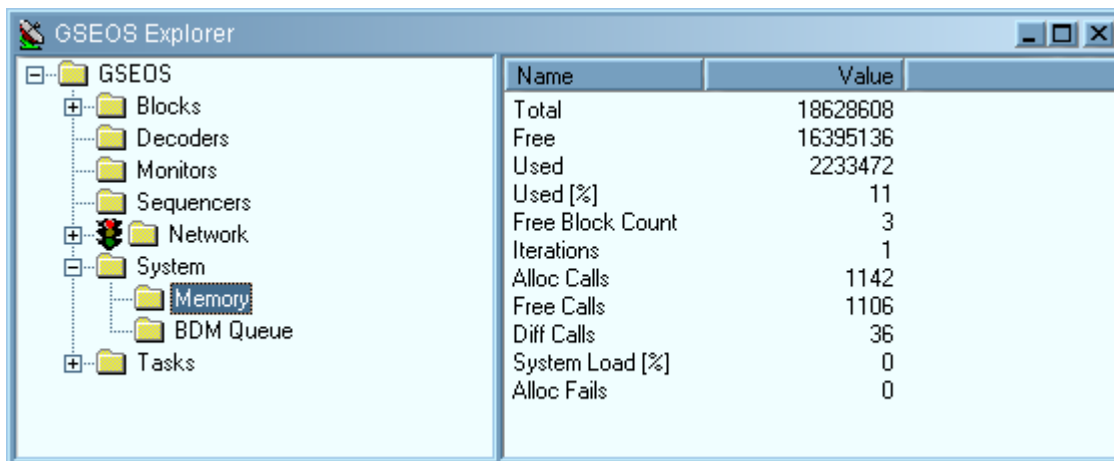 GSEOS Explorer
GSEOS
Blocks
Decoders
Monitors
Sequencers
Network
System
Memory
BDM Queue
Tasks
Name Value
Total 18628608
Free 16395136
Used 2233472
Used [%] 11
Free Block Count 3
Iterations 1
Alloc Calls 1142
Free Calls 1106
Diff Calls 36
System Load [%] 0
Alloc Fails 0